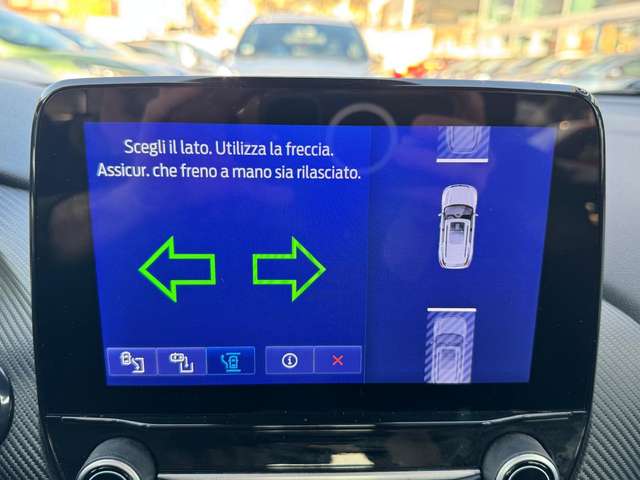 Scegli il lato. Utilizza la freccia.
Assicur. che freno a mano sia rilasciato.